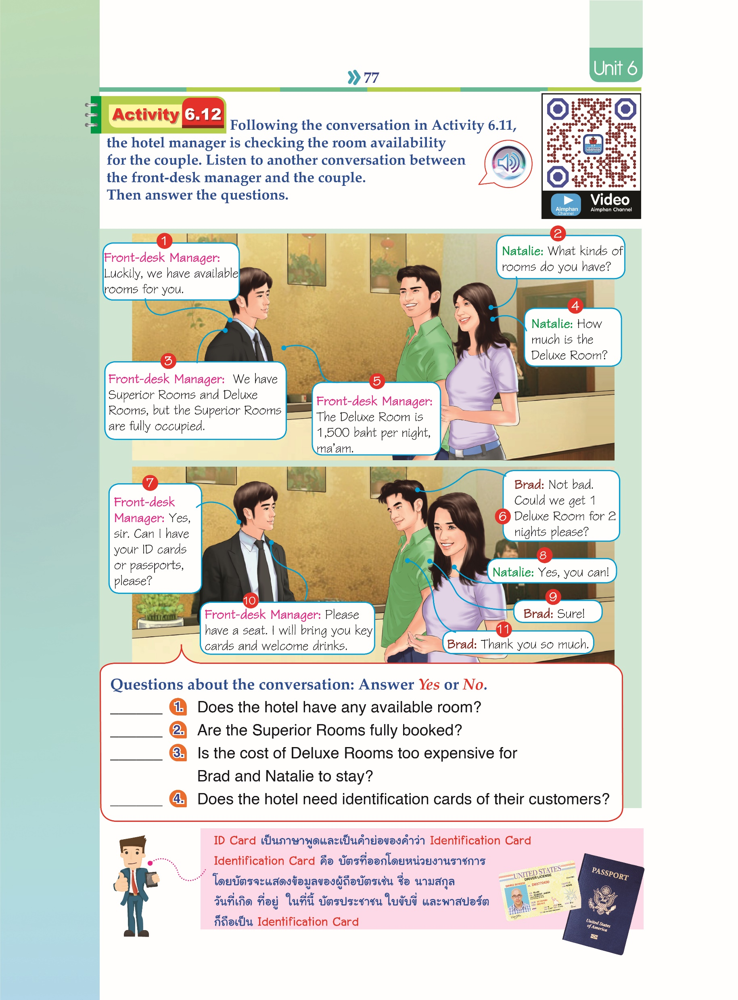 Unit 6
77
Activity 6.12
Following the conversation in Activity 6.11,
the hotel manager is checking the room availability
for the couple. Listen to another conversation between
the front-desk manager and the couple.
Then answer the questions.
AIMPHAN
Aimphan
Channel
Video
Aimphan Channel
1
Front-desk Manager:
Luckily, we have available
rooms for you.
2
Natalie: What kinds of
rooms do you have?
3
Front-desk Manager: We have
Superior Rooms and Deluxe
Rooms, but the Superior Rooms
are fully occupied.
4
Natalie: How
much is the
Deluxe Room?
5
Front-desk Manager:
The Deluxe Room is
1,500 baht per night,
ma'am.
6
Brad: Not bad.
Could we get 1
Deluxe Room for 2
nights please?
7
Front-desk
Manager: Yes,
sir. Can I have
your ID cards
or passports,
please?
8
Natalie: Yes, you can!
9
Brad: Sure!
10
Front-desk Manager: Please
have a seat. I will bring you key
cards and welcome drinks.
11
Brad: Thank you so much.
Questions about the conversation: Answer Yes or No.
1. Does the hotel have any available room?
2. Are the Superior Rooms fully booked?
3. Is the cost of Deluxe Rooms too expensive for
Brad and Natalie to stay?
4. Does the hotel need identification cards of their customers?
ID Card เป็นภาษาพูดและเป็นคำย่อของคำว่า Identification Card
Identification Card คือ บัตรที่ออกโดยหน่วยงานราชการ
โดยบัตรจะแสดงข้อมูลของผู้ถือบัตรเช่น ชื่อ นามสกุล
วันที่เกิด ที่อยู่ ในที่นี้ บัตรประชาชน ใบขับขี่ และพาสปอร์ต
ก็ถือเป็น Identification Card
UNITED STATES
DRIVER LICENSE
D83772430
PASSPORT
United States
of America